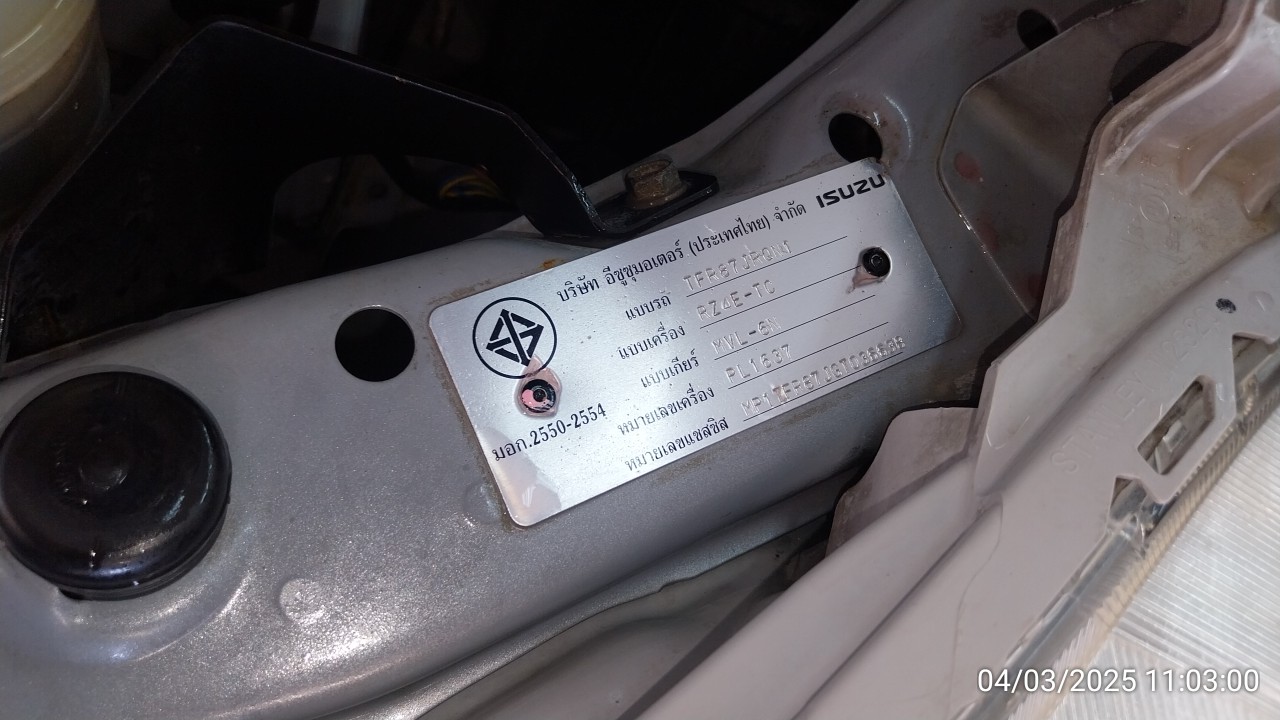 บริษัท อีซูซุมอเตอร์ (ประเทศไทย) จำกัด ISUZU
แบบรถ
แบบเครื่อง RZ4E-TC
แบบเกียร์ MVL-6N
หมายเลขเครื่อง PL1637
หมายเลขแชสซีส์
มอก.2550-2554
04/03/2025 11:03:00